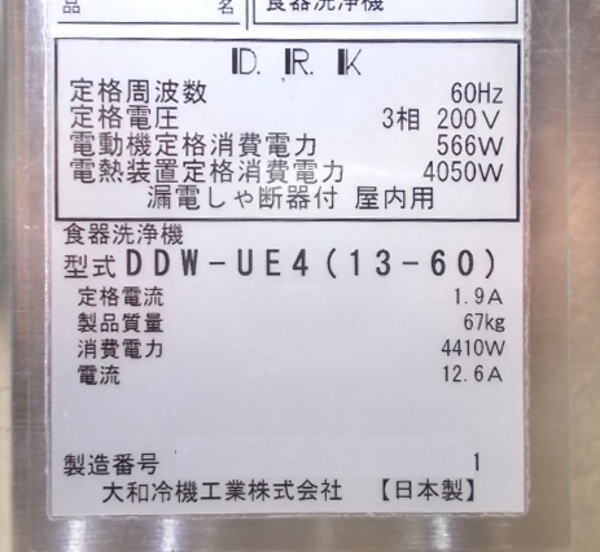 品 名 食器洗浄機
D. R. K
定格周波数 60Hz
定格電圧 3相 200V
電動機定格消費電力 566W
電熱装置定格消費電力 4050W
漏電しゃ断器付 屋内用
食器洗浄機
型式 DDW-UE4(13-60)
定格電流 1.9A
製品質量 67kg
消費電力 4410W
電流 12.6A
製造番号 1
大和冷機工業株式会社 【日本製】